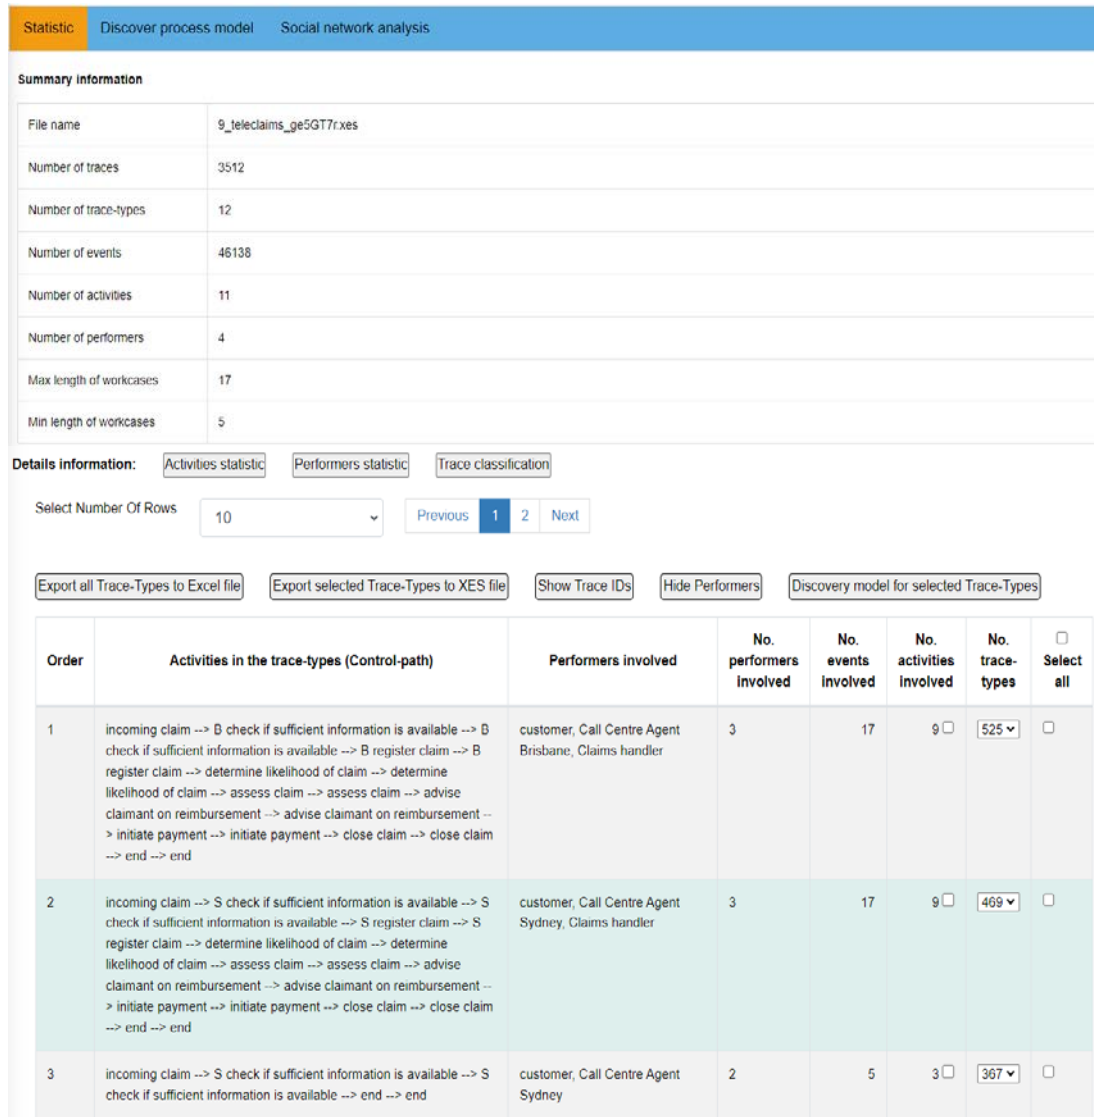 Statistic Discover process model Social network analysis
Summary information
File name 9_teleclaims_ge5GT7r.xes
Number of traces 3512
Number of trace-types 12
Number of events 46138
Number of activities 11
Number of performers 4
Max length of workcases 17
Min length of workcases 5
Details information: Activities statistic Performers statistic Trace classification
Select Number Of Rows 10 Previous 1 2 Next
Export all Trace-Types to Excel file Export selected Trace-Types to XES file Show Trace IDs Hide Performers Discovery model for selected Trace-Types
Order
Activities in the trace-types (Control-path)
Performers involved
No.
performers
involved
No.
events
involved
No.
activities
involved
No.
trace-
types
Select
all
1
incoming claim --> B check if sufficient information is available --> B
check if sufficient information is available --> B register claim --> B
register claim --> determine likelihood of claim --> determine
likelihood of claim --> assess claim --> assess claim --> advise
claimant on reimbursement --> advise claimant on reimbursement --
> initiate payment --> initiate payment --> close claim --> close claim
--> end --> end
customer, Call Centre Agent
Brisbane, Claims handler
3
17
9
525
2
incoming claim --> S check if sufficient information is available --> S
check if sufficient information is available --> S register claim --> S
register claim --> determine likelihood of claim --> determine
likelihood of claim --> assess claim --> assess claim --> advise
claimant on reimbursement --> advise claimant on reimbursement --
> initiate payment --> initiate payment --> close claim --> close claim
--> end --> end
customer, Call Centre Agent
Sydney, Claims handler
3
17
9
469
3
incoming claim --> S check if sufficient information is available --> S
check if sufficient information is available --> end --> end
customer, Call Centre Agent
Sydney
2
5
3
367